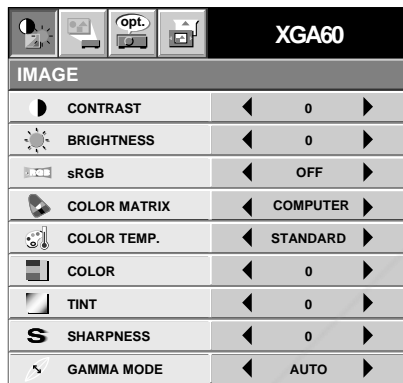 opt. XGA60
IMAGE
CONTRAST 0
BRIGHTNESS 0
sRGB OFF
COLOR MATRIX COMPUTER
COLOR TEMP. STANDARD
COLOR 0
TINT 0
S SHARPNESS 0
GAMMA MODE AUTO